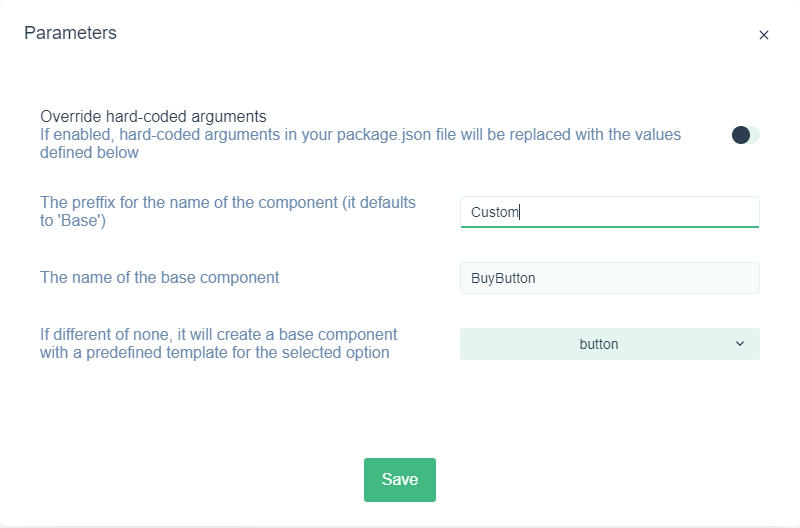 Parameters
Override hard-coded arguments
If enabled, hard-coded arguments in your package.json file will be replaced with the values
defined below
The preffix for the name of the component (it defaults
to 'Base')
Custom
The name of the base component
BuyButton
If different of none, it will create a base component
with a predefined template for the selected option
button
Save